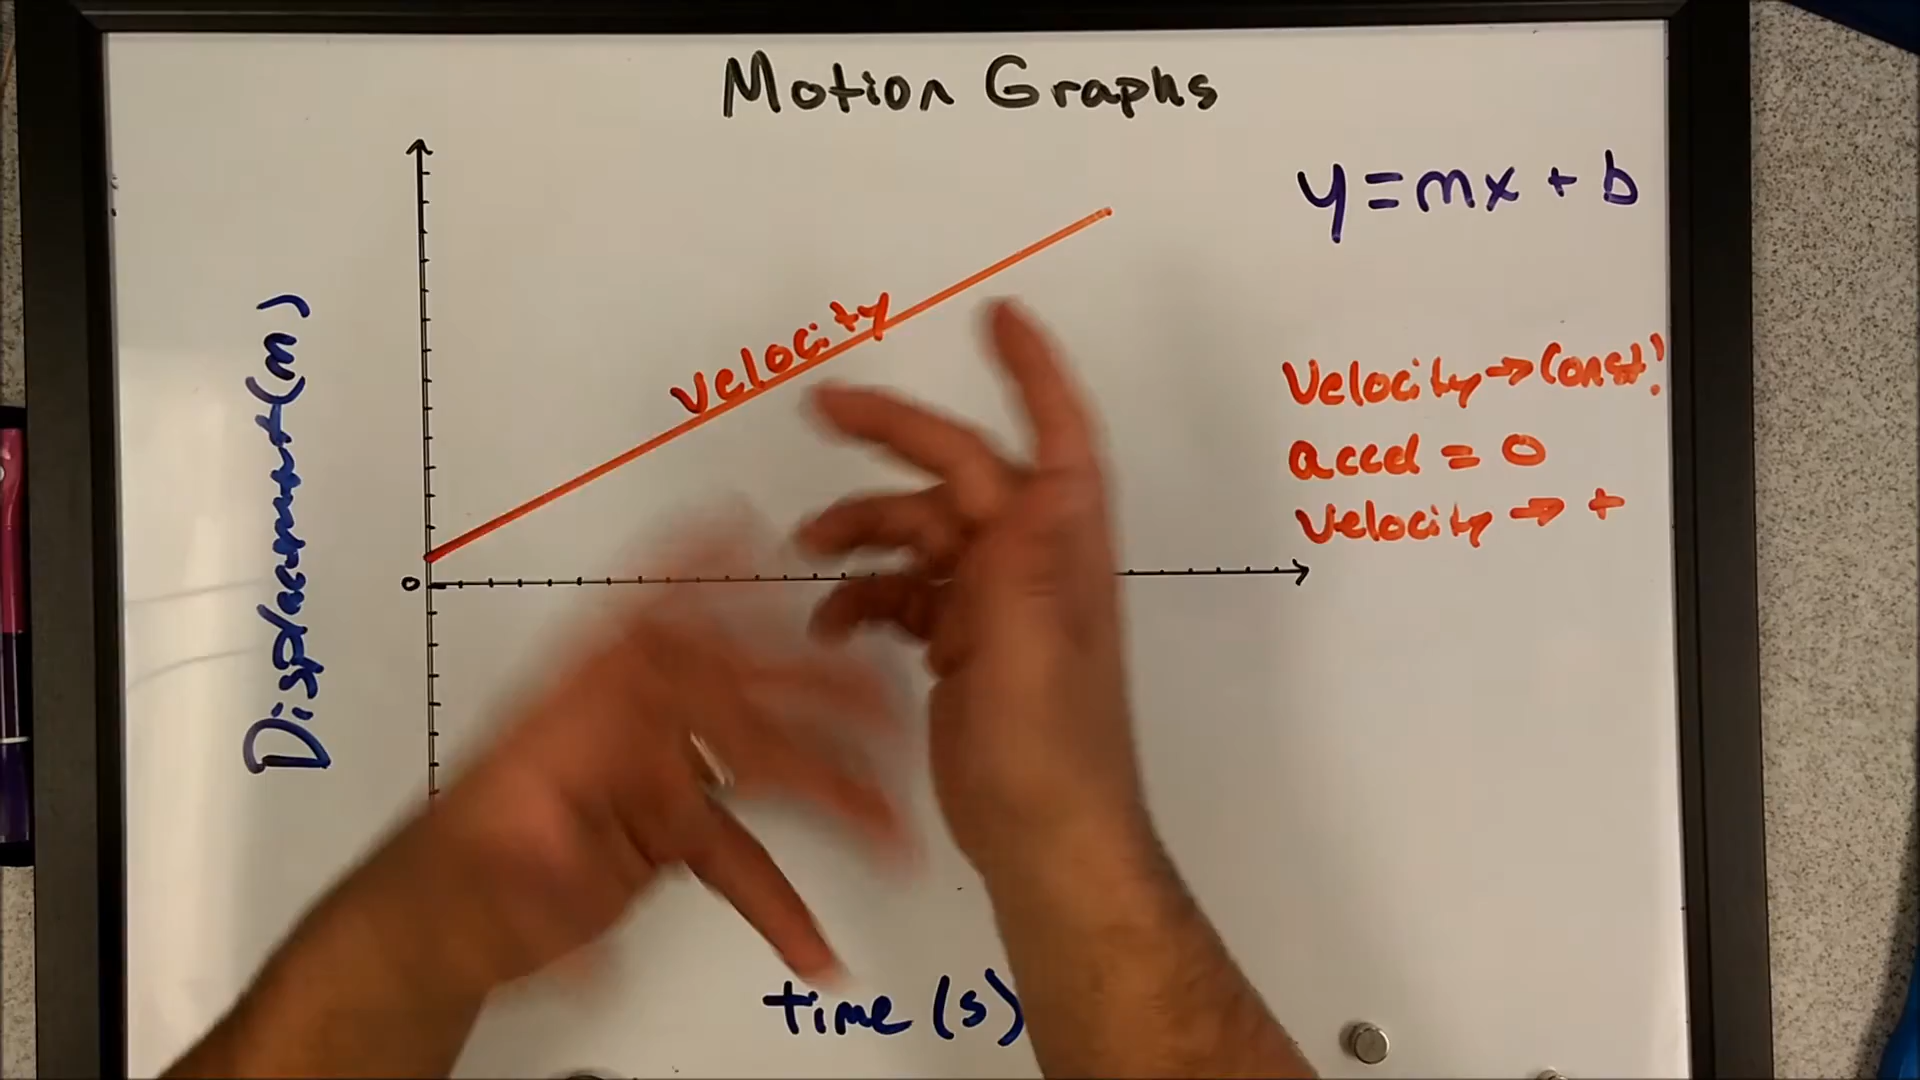 Motion Graphs
y=mx + b
Velocity
Displacement (m)
Velocity → Const!
accel = 0
Velocity → +
0
time (s)